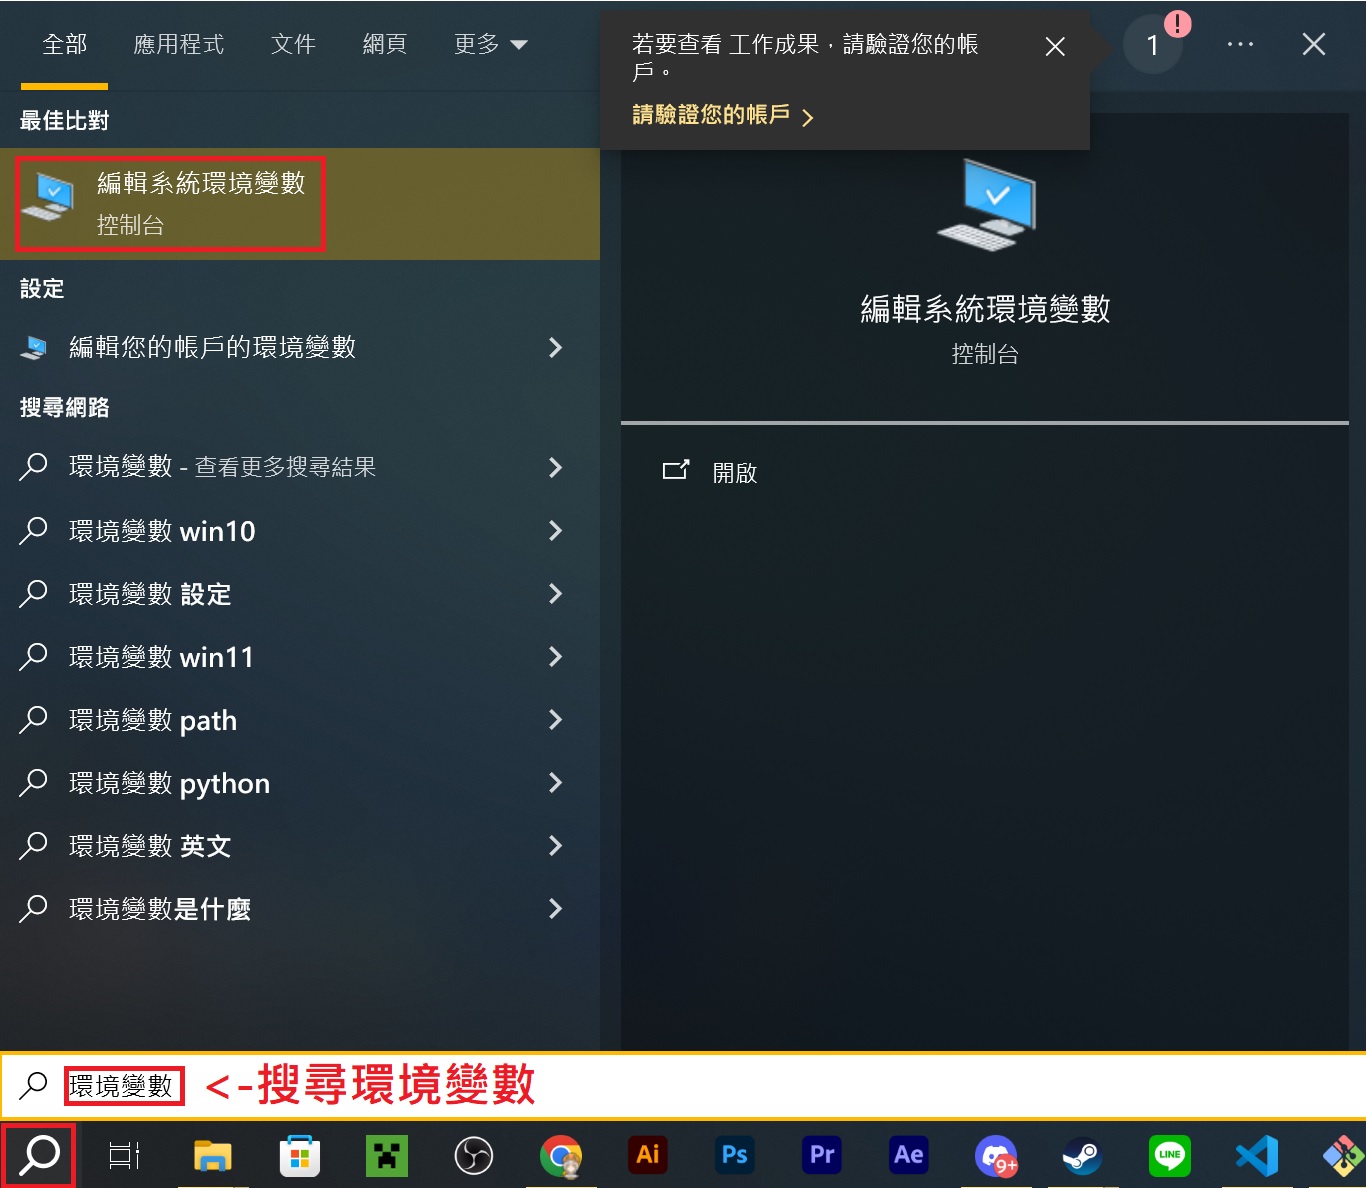 全部 應用程式 文件 網頁 更多
若要查看 工作成果，請驗證您的帳
戶。
請驗證您的帳戶
1 !
最佳比對
編輯系統環境變數
控制台
設定
編輯您的帳戶的環境變數
搜尋網路
環境變數 - 查看更多搜尋結果
環境變數 win10
環境變數 設定
環境變數 win11
環境變數 path
環境變數 python
環境變數 英文
環境變數是什麼
編輯系統環境變數
控制台
開啟
環境變數 <-搜尋環境變數
Ai Ps Pr Ae 9+ LINE